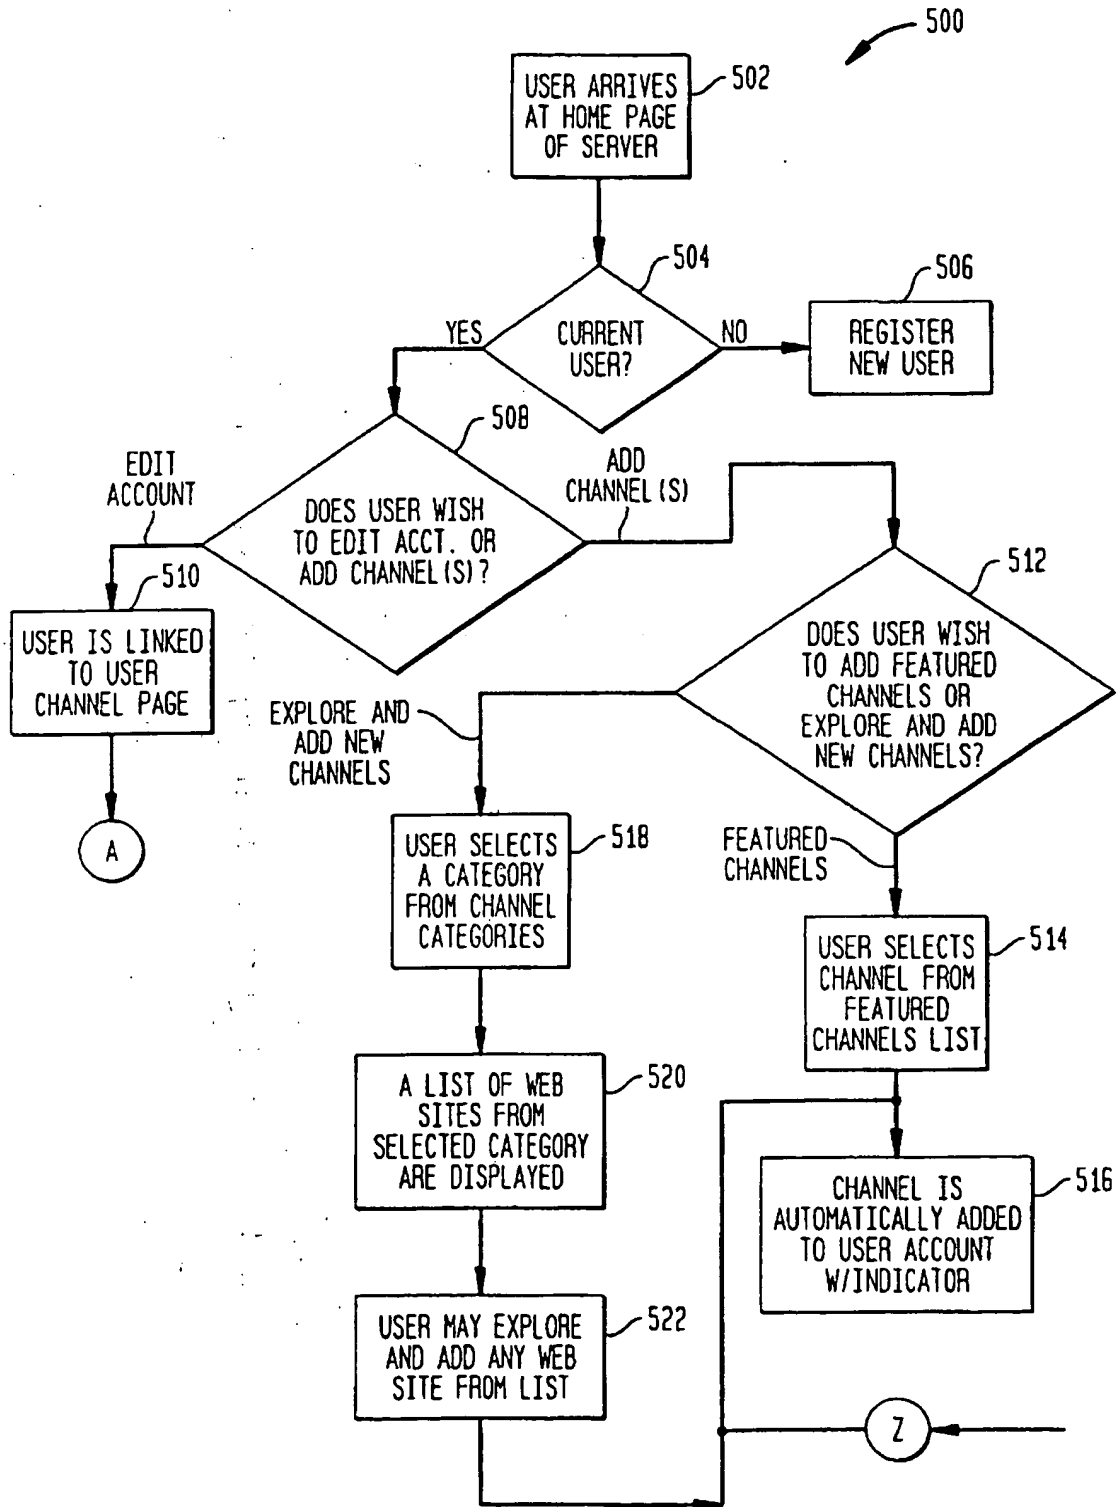 500
USER ARRIVES
AT HOME PAGE
OF SERVER
502
504
CURRENT
USER?
YES
NO
506
REGISTER
NEW USER
508
EDIT
ACCOUNT
ADD
CHANNEL(S)
DOES USER WISH
TO EDIT ACCT. OR
ADD CHANNEL(S)?
510
USER IS LINKED
TO USER
CHANNEL PAGE
A
512
DOES USER WISH
TO ADD FEATURED
CHANNELS OR
EXPLORE AND ADD
NEW CHANNELS?
EXPLORE AND
ADD NEW
CHANNELS
FEATURED
CHANNELS
518
USER SELECTS
A CATEGORY
FROM CHANNEL
CATEGORIES
514
USER SELECTS
CHANNEL FROM
FEATURED
CHANNELS LIST
520
A LIST OF WEB
SITES FROM
SELECTED CATEGORY
ARE DISPLAYED
516
CHANNEL IS
AUTOMATICALLY ADDED
TO USER ACCOUNT
W/INDICATOR
522
USER MAY EXPLORE
AND ADD ANY WEB
SITE FROM LIST
Z